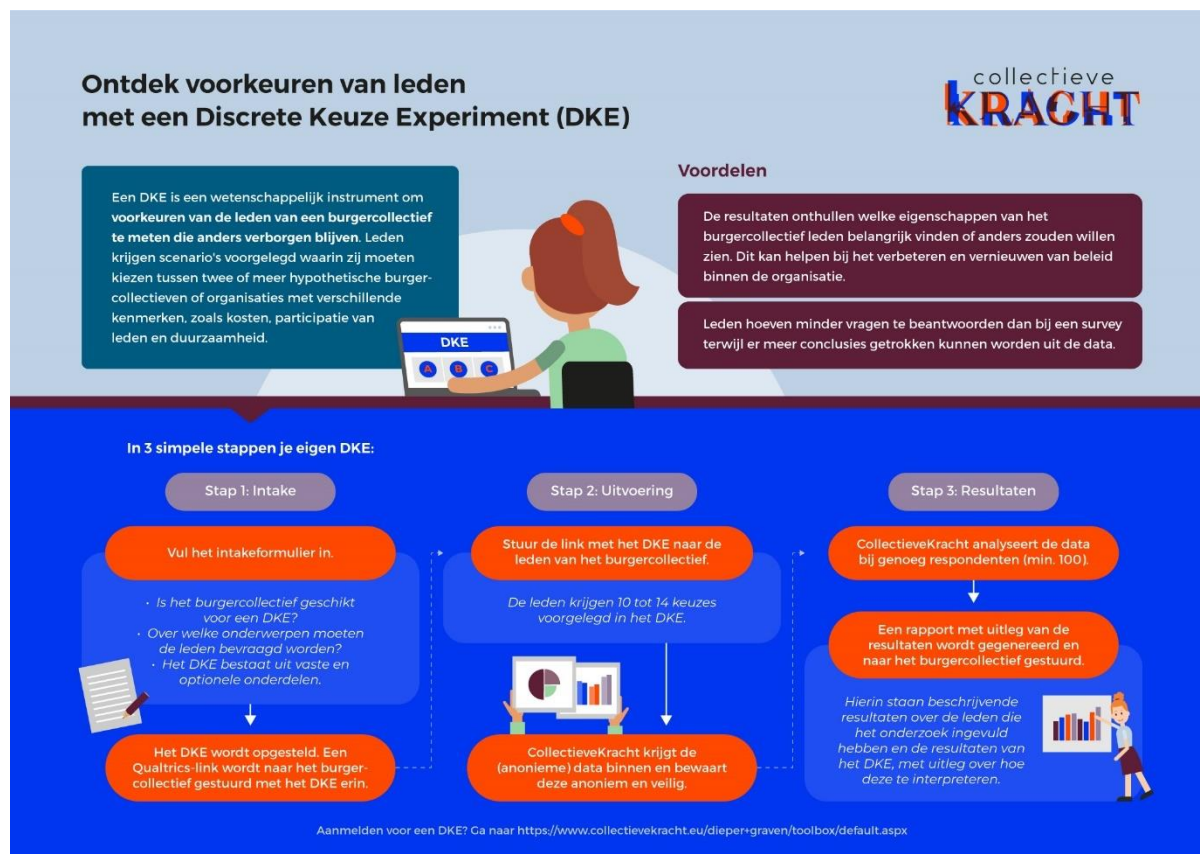 Ontdek voorkeuren van leden
met een Discrete Keuze Experiment (DKE)
collectieve
KRACHT
Een DKE is een wetenschappelijk instrument om
voorkeuren van de leden van een burgercollectief
te meten die anders verborgen blijven. Leden
krijgen scenario's voorgelegd waarin zij moeten
kiezen tussen twee of meer hypothetische burger-
collectieven of organisaties met verschillende
kenmerken, zoals kosten, participatie van
leden en duurzaamheid.
DKE
A B C
Voordelen
De resultaten onthullen welke eigenschappen van het
burgercollectief leden belangrijk vinden of anders zouden willen
zien. Dit kan helpen bij het verbeteren en vernieuwen van beleid
binnen de organisatie.
Leden hoeven minder vragen te beantwoorden dan bij een survey
terwijl er meer conclusies getrokken kunnen worden uit de data.
In 3 simpele stappen je eigen DKE:
Stap 1: Intake
Vul het intakeformulier in.
• Is het burgercollectief geschikt
voor een DKE?
• Over welke onderwerpen moeten
de leden bevraagd worden?
• Het DKE bestaat uit vaste en
optionele onderdelen.
Het DKE wordt opgesteld. Een
Qualtrics-link wordt naar het burger-
collectief gestuurd met het DKE erin.
Stap 2: Uitvoering
Stuur de link met het DKE naar de
leden van het burgercollectief.
De leden krijgen 10 tot 14 keuzes
voorgelegd in het DKE.
CollectieveKracht krijgt de
(anonieme) data binnen en bewaart
deze anoniem en veilig.
Stap 3: Resultaten
CollectieveKracht analyseert de data
bij genoeg respondenten (min. 100).
Een rapport met uitleg van de
resultaten wordt gegenereerd en
naar het burgercollectief gestuurd.
Hierin staan beschrijvende
resultaten over de leden die
het onderzoek ingevuld
hebben en de resultaten van
het DKE, met uitleg over hoe
deze te interpreteren.
Aanmelden voor een DKE? Ga naar https://www.collectievekracht.eu/dieper+graven/toolbox/default.aspx